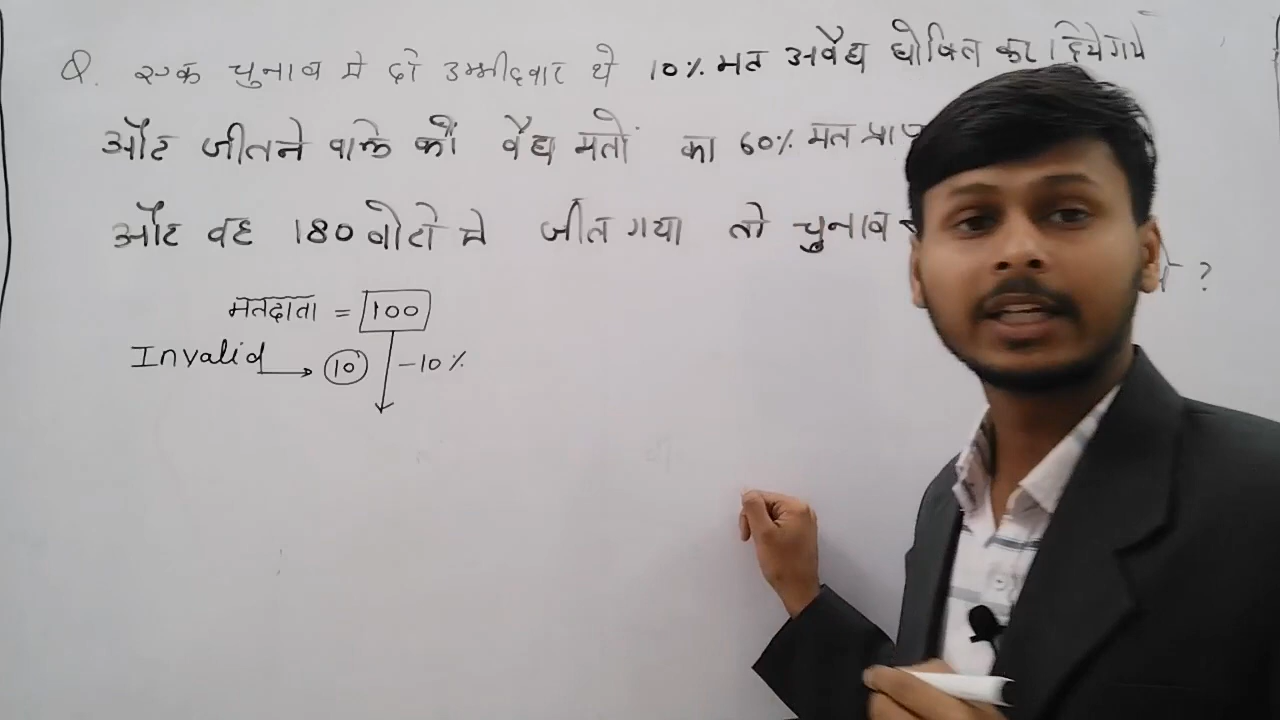 Q. एक चुनाव मे दो उम्मीदवार थे 10% मत अवैध घोषित कर दिये गये
और जीतने वाले को वैध मतों का 60% मत प्राप
और वह 180 वोटो से जीत गया तो चुनाव
?
मतदाता = 100
Invalid → 10 -10%